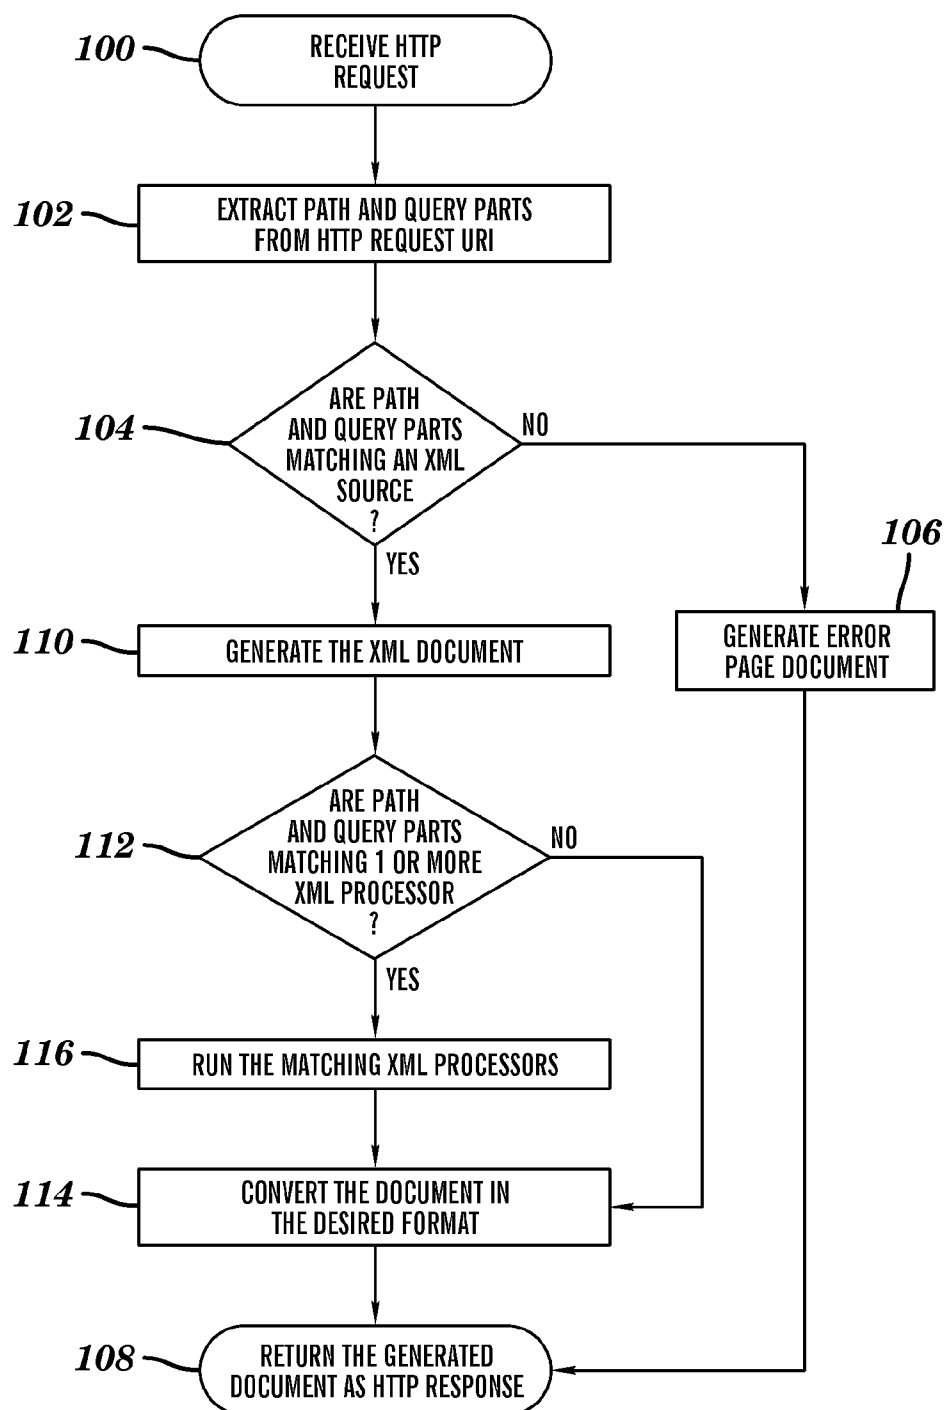 100
RECEIVE HTTP
REQUEST
102
EXTRACT PATH AND QUERY PARTS
FROM HTTP REQUEST URI
104
ARE PATH
AND QUERY PARTS
MATCHING AN XML
SOURCE
?
NO
YES
106
GENERATE ERROR
PAGE DOCUMENT
110
GENERATE THE XML DOCUMENT
112
ARE PATH
AND QUERY PARTS
MATCHING 1 OR MORE
XML PROCESSOR
?
NO
YES
116
RUN THE MATCHING XML PROCESSORS
114
CONVERT THE DOCUMENT IN
THE DESIRED FORMAT
108
RETURN THE GENERATED
DOCUMENT AS HTTP RESPONSE